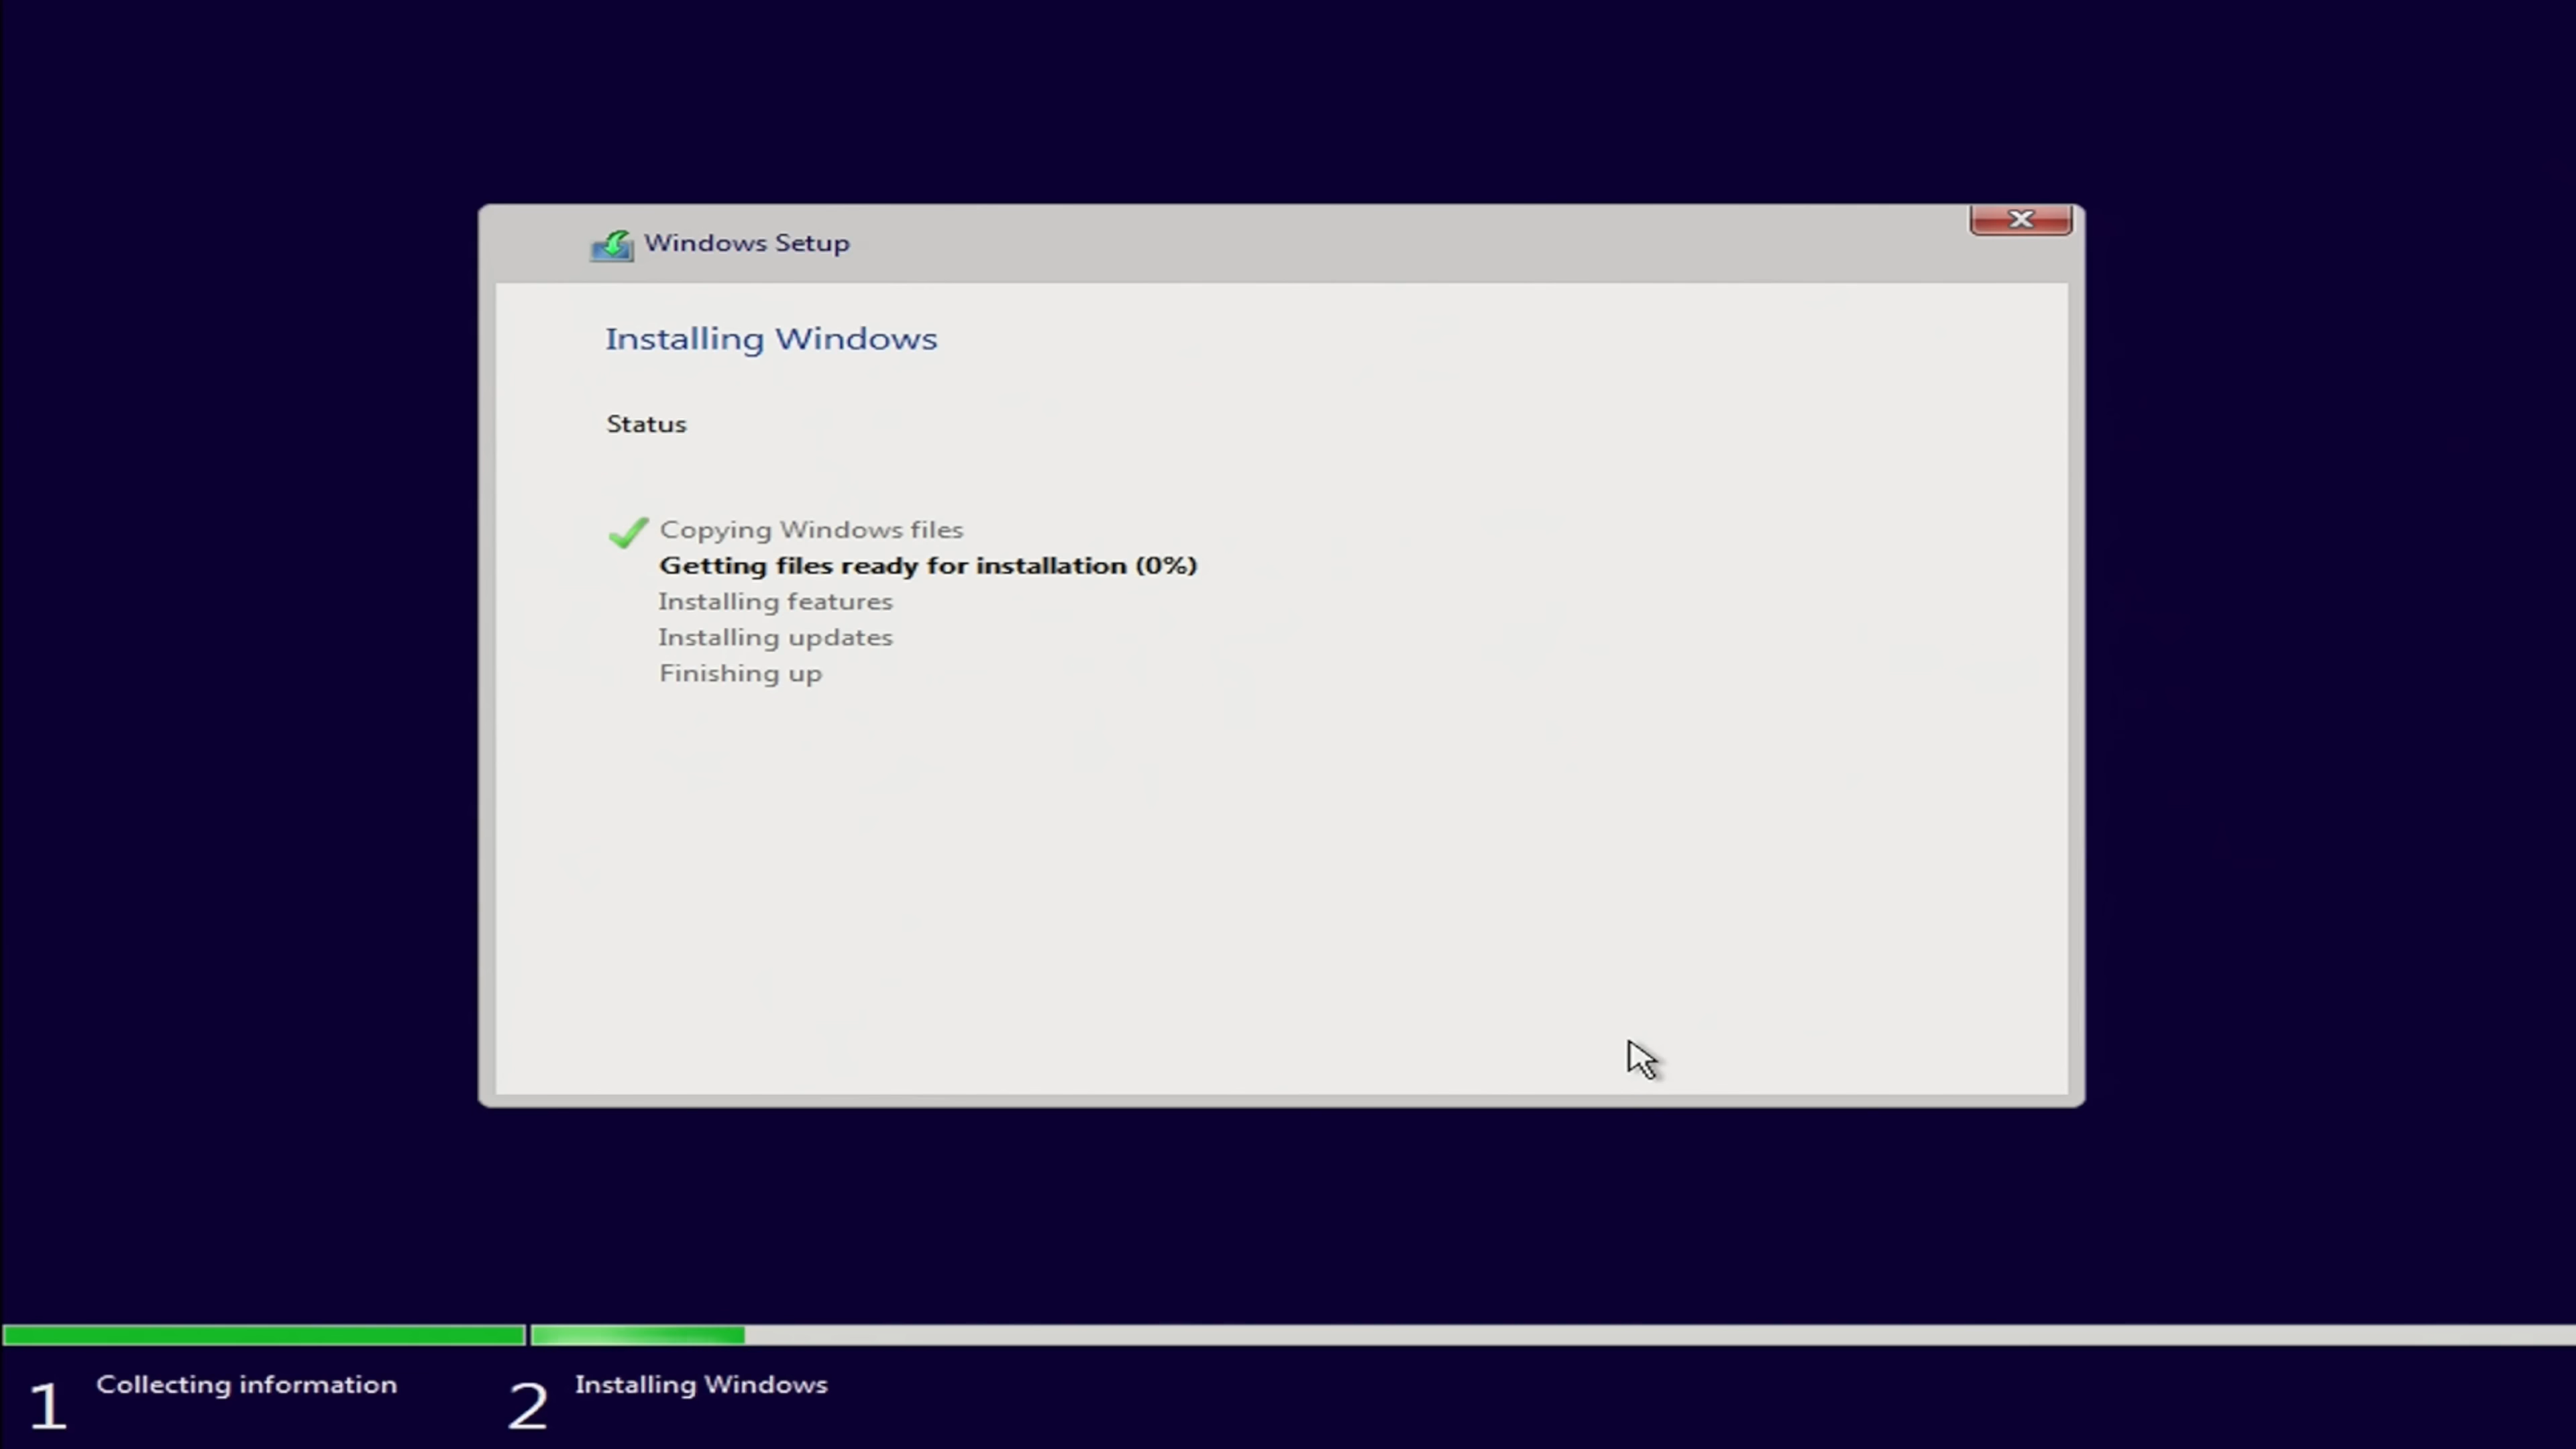 Windows Setup
Installing Windows
Status
Copying Windows files
Getting files ready for installation (0%)
Installing features
Installing updates
Finishing up
1 Collecting information
2 Installing Windows